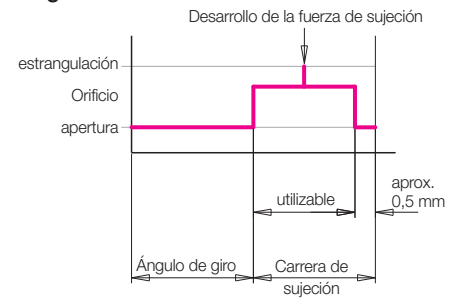 Desarrollo de la fuerza de sujeción
estrangulación
Orificio
apertura
utilizable
aprox.
0,5 mm
Ángulo de giro
Carrera de
sujeción